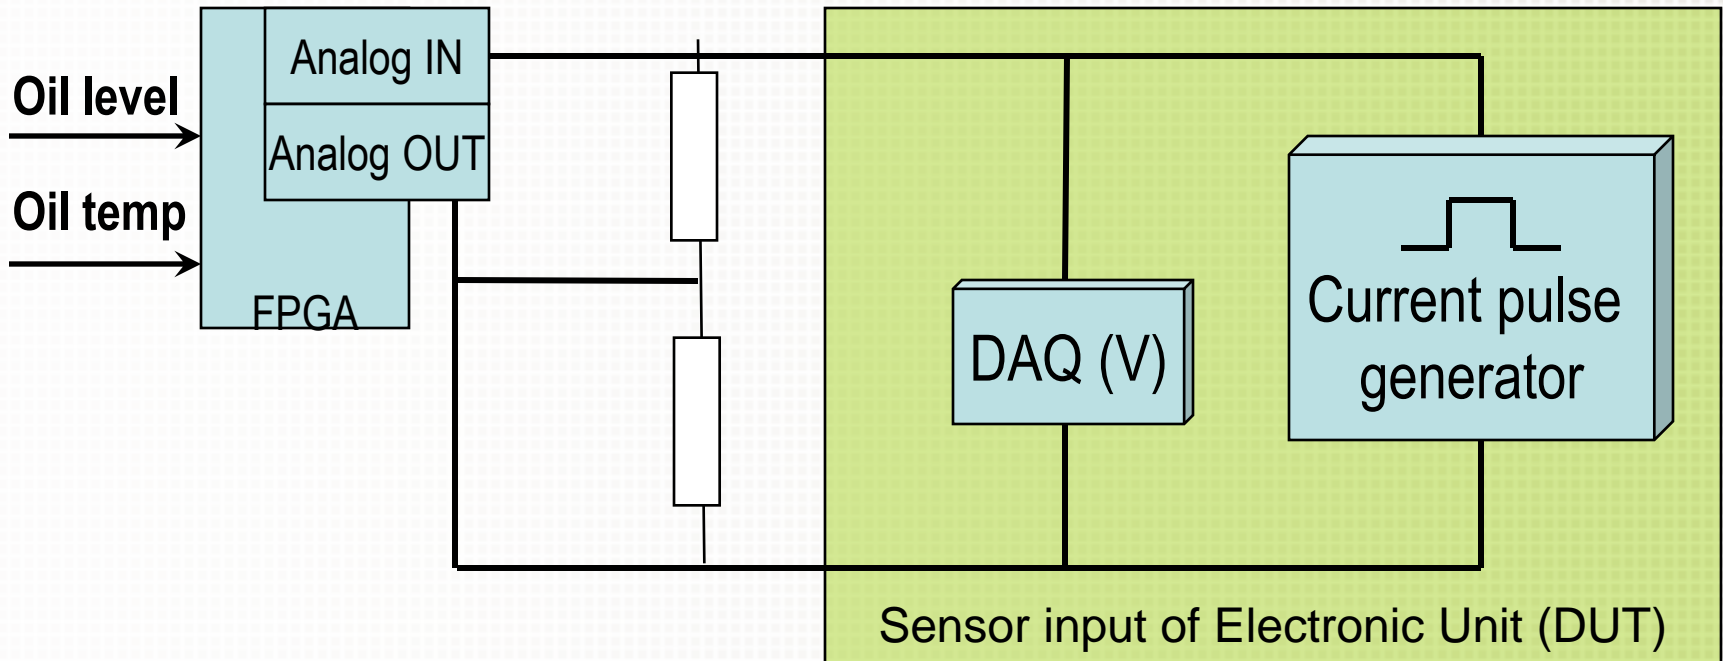 Oil level
Oil temp
Analog IN
Analog OUT
FPGA
DAQ (V)
Current pulse
generator
Sensor input of Electronic Unit (DUT)